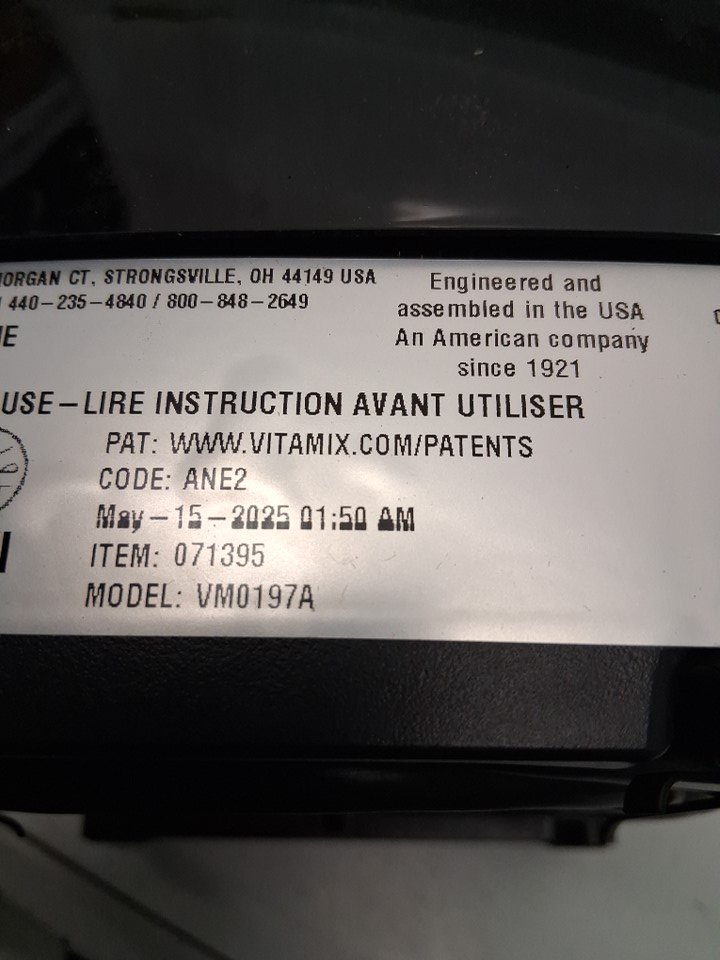 ORGAN CT, STRONGSVILLE, OH 44149 USA
440-235-4840 / 800-848-2649
E
Engineered and
assembled in the USA
An American company
since 1921
USE-LIRE INSTRUCTION AVANT UTILISER
PAT: WWW.VITAMIX.COM/PATENTS
CODE: ANE2
May-15-2025 01:50 AM
ITEM: 071395
MODEL: VM0197A